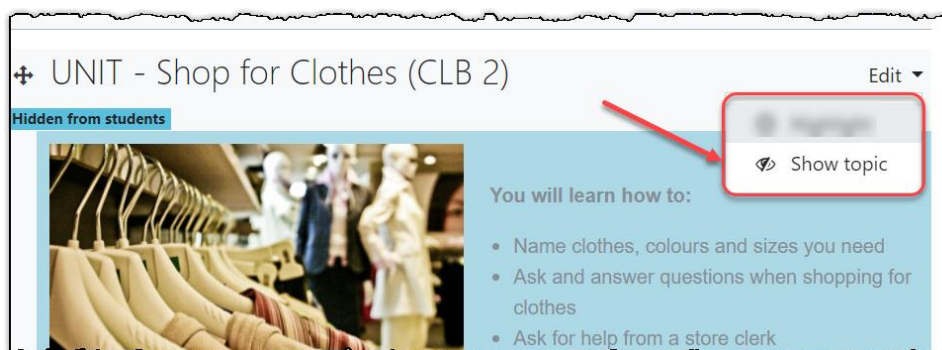 UNIT - Shop for Clothes (CLB 2)
Edit
Hidden from students
Show topic
You will learn how to:
• Name clothes, colours and sizes you need
• Ask and answer questions when shopping for
clothes
• Ask for help from a store clerk